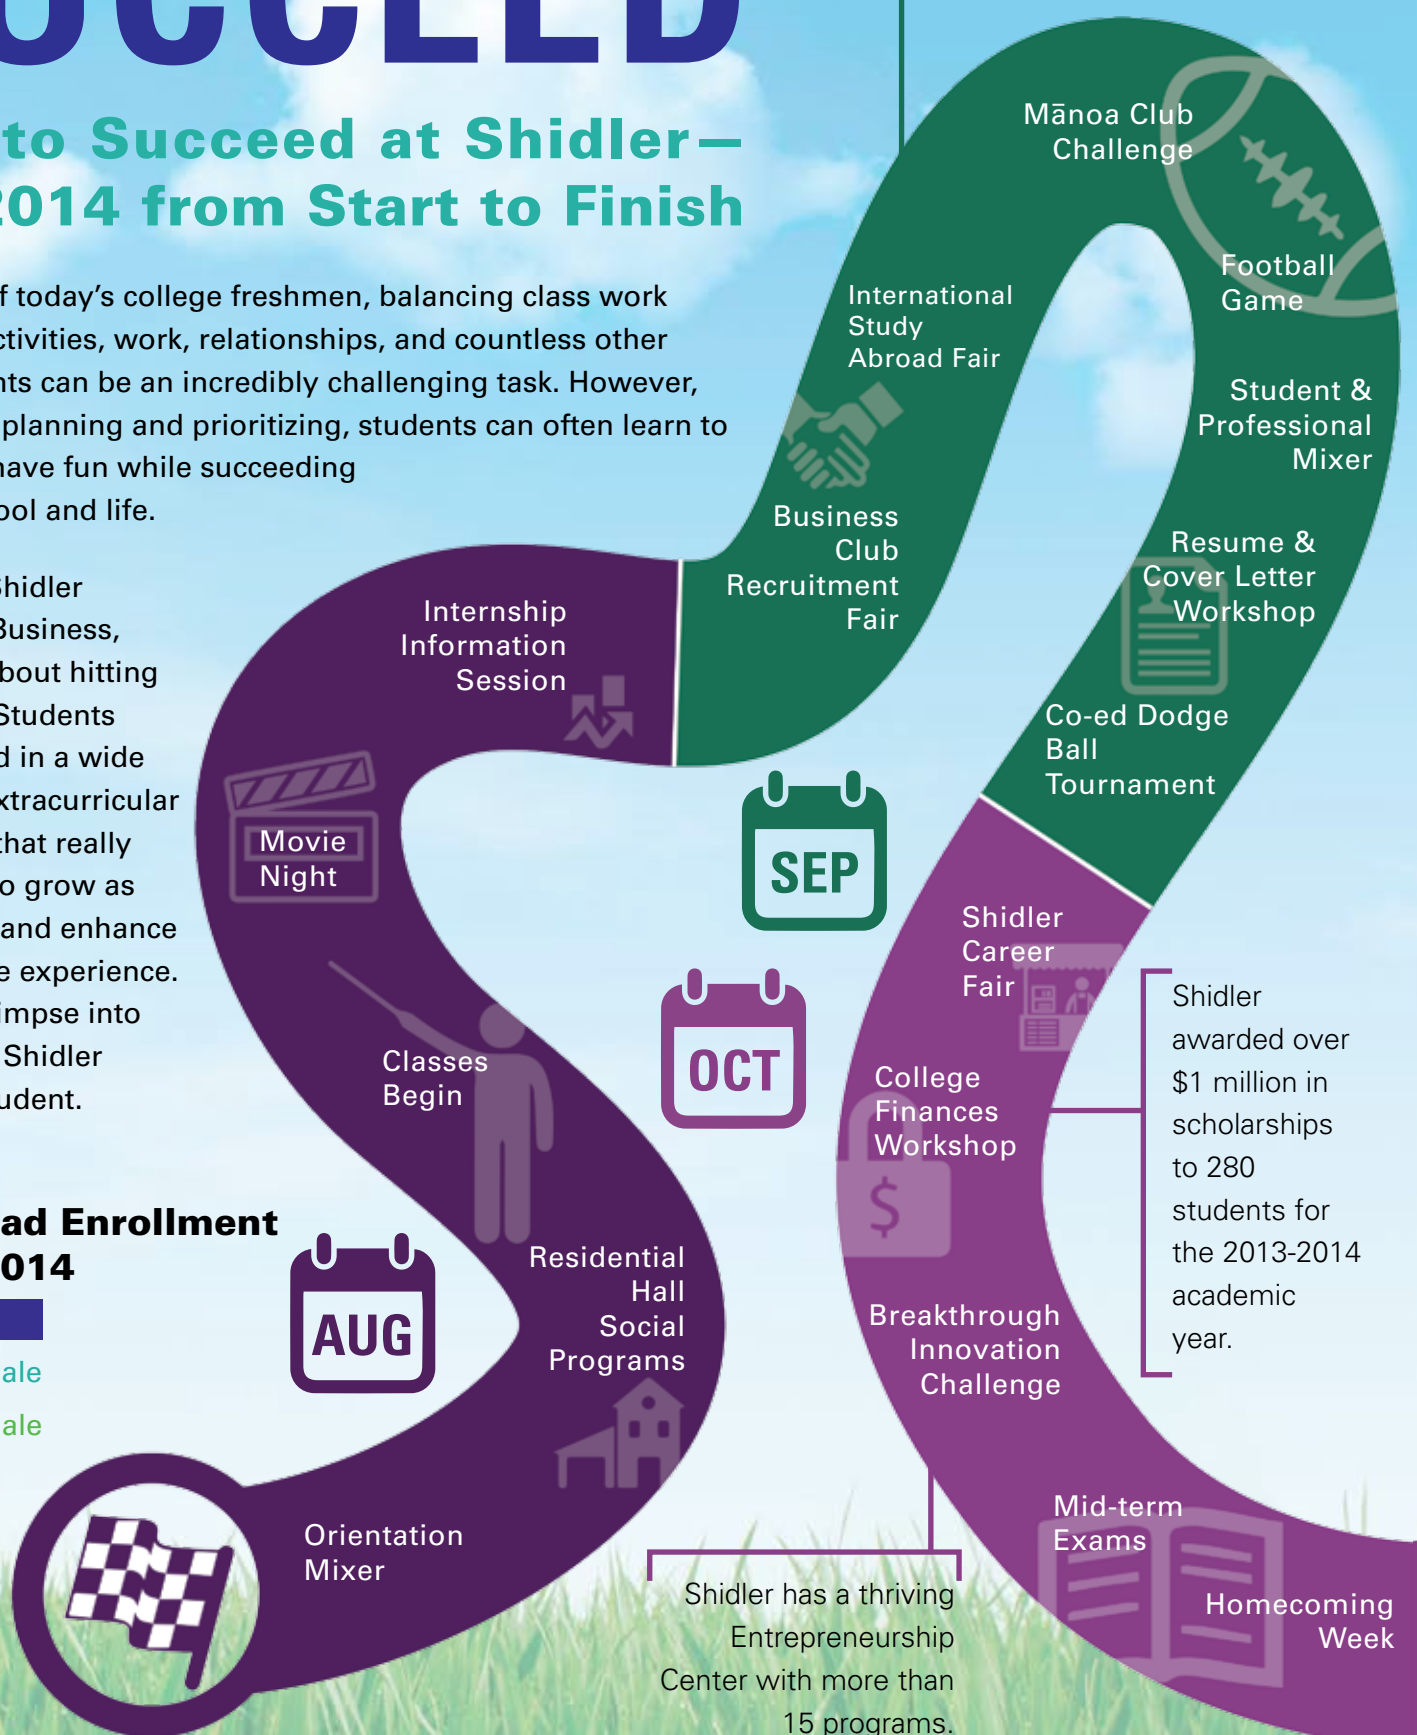 UCCEED
to Succeed at Shidler—
2014 from Start to Finish
f today’s college freshmen, balancing class work
ctivities, work, relationships, and countless other
nts can be an incredibly challenging task. However,
planning and prioritizing, students can often learn to
have fun while succeeding
ool and life.
Shidler
Business,
bout hitting
Students
d in a wide
xtracurricular
that really
o grow as
and enhance
e experience.
limpse into
Shidler
udent.
ad Enrollment
014
ale
ale
Orientation
Mixer
AUG
Residential
Hall
Social
Programs
Classes
Begin
Movie
Night
Internship
Information
Session
SEP
Business
Club
Recruitment
Fair
International
Study
Abroad Fair
Mānoa Club
Challenge
Football
Game
Student &
Professional
Mixer
Resume &
Cover Letter
Workshop
Co-ed Dodge
Ball
Tournament
OCT
Shidler
Career
Fair
College
Finances
Workshop
$
Shidler
awarded over
$1 million in
scholarships
to 280
students for
the 2013-2014
academic
year.
Breakthrough
Innovation
Challenge
Shidler has a thriving
Entrepreneurship
Center with more than
15 programs.
Mid-term
Exams
Homecoming
Week